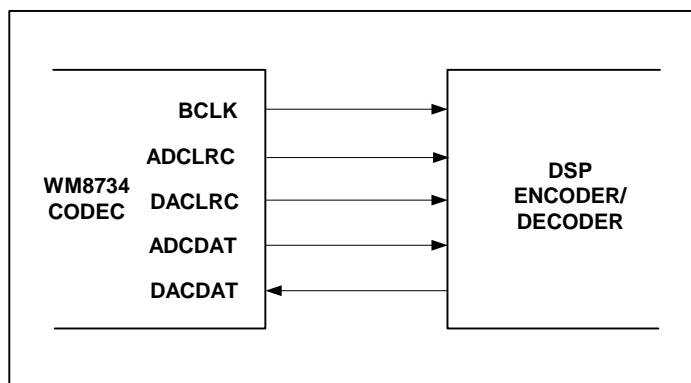 BCLK
ADCLRC
WM8734
CODEC
DACLRC
ADCDAT
DACDAT
DSP
ENCODER/
DECODER